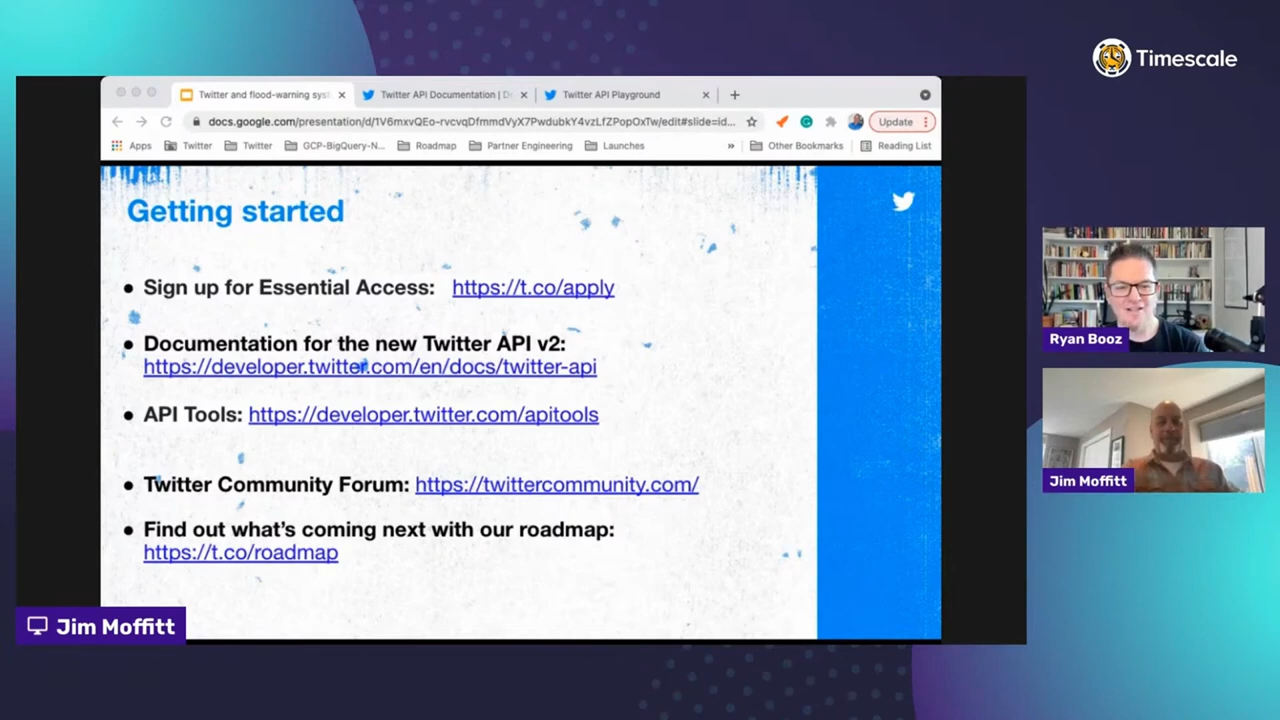 Timescale
Twitter and flood-warning syst
Twitter API Documentation | D
Twitter API Playground
docs.google.com/presentation/d/1V6mxvQEo-rvcvqDfmmdVyX7PwdubkY4vzLfZPopOxTw/edit#slide=id...
Update
Apps
Twitter
Twitter
GCP-BigQuery-N...
Roadmap
Partner Engineering
Launches
»
Other Bookmarks
Reading List
Getting started
• Sign up for Essential Access: https://t.co/apply
• Documentation for the new Twitter API v2:
https://developer.twitter.com/en/docs/twitter-api
• API Tools: https://developer.twitter.com/apitools
• Twitter Community Forum: https://twittercommunity.com/
• Find out what's coming next with our roadmap:
https://t.co/roadmap
Ryan Booz
Jim Moffitt
Jim Moffitt